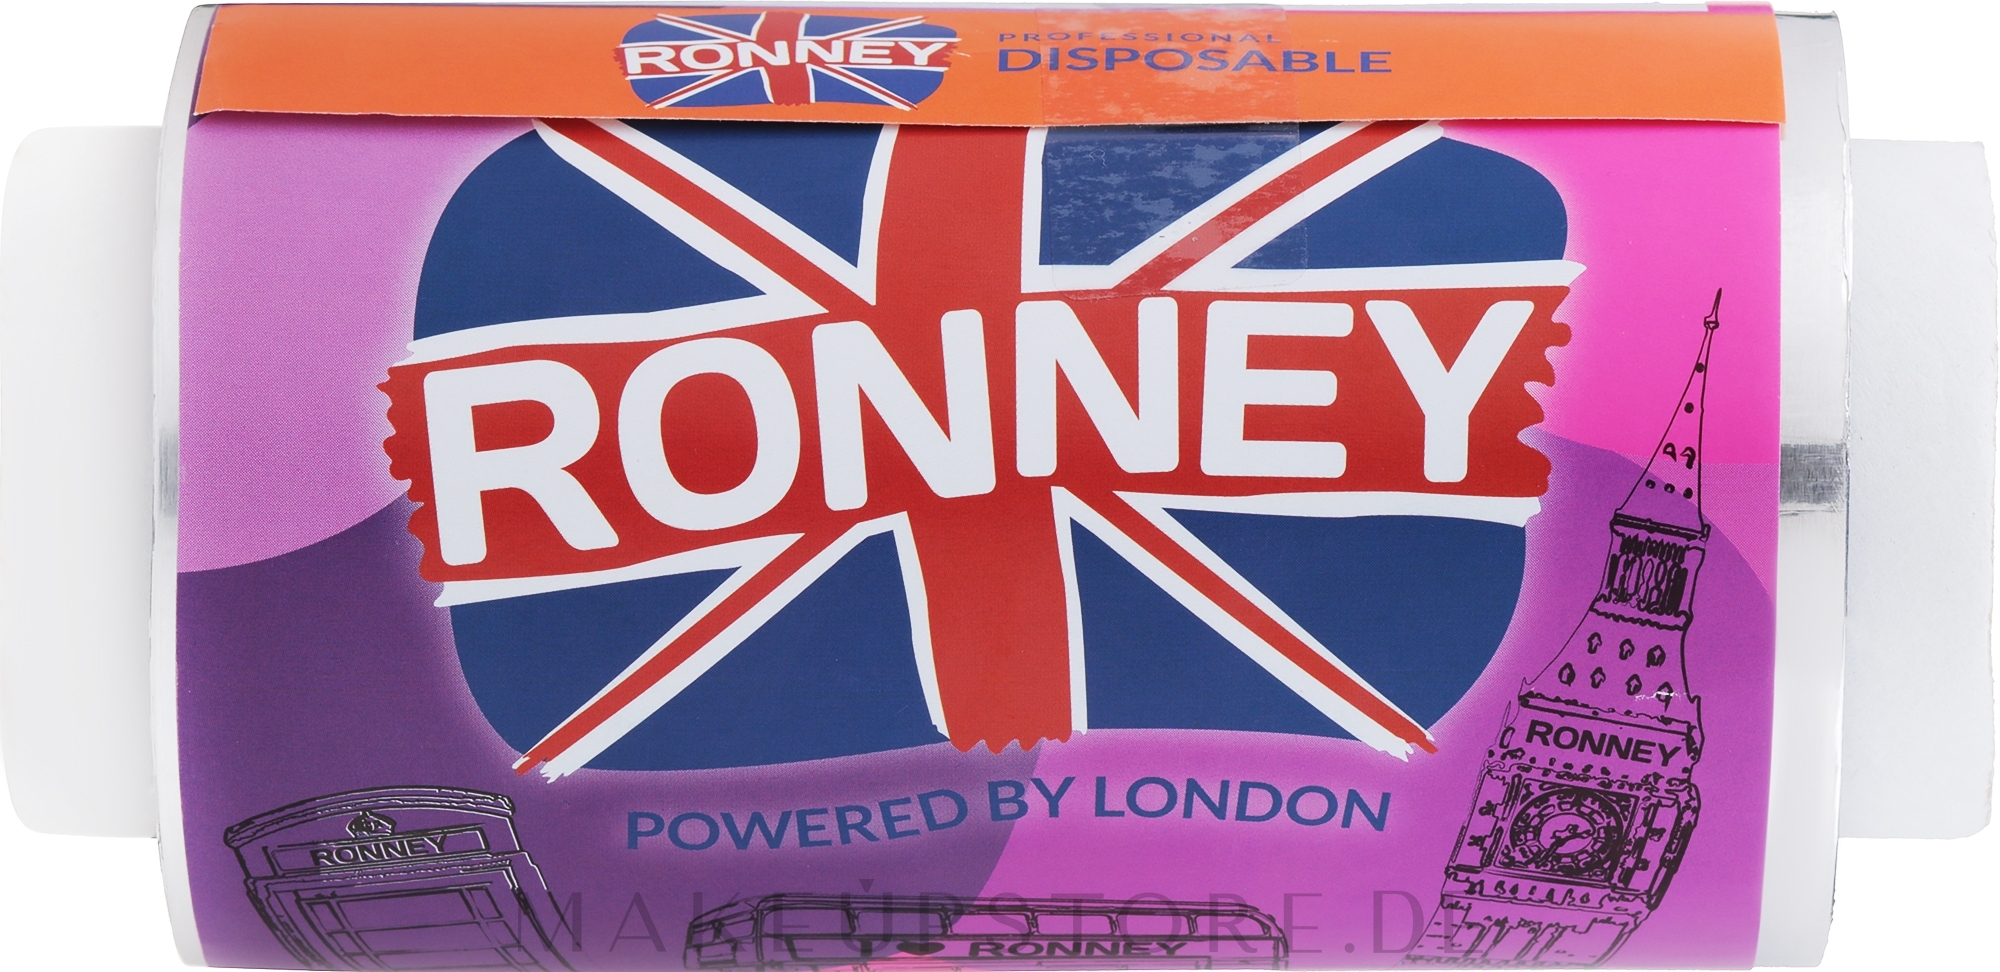 RONNEY
PROFESSIONAL
DISPOSABLE
RONNEY
RONNEY
POWERED BY LONDON
RONNEY
RONNEY
MAKEUPSTORE.DE